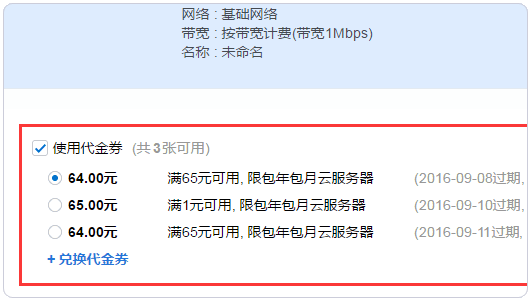 网络 : 基础网络
带宽 : 按带宽计费(带宽1Mbps)
名称 : 未命名
使用代金券 (共 3 张可用)
64.00元 满65元可用, 限包年包月云服务器 (2016-09-08过期,
65.00元 满1元可用, 限包年包月云服务器 (2016-09-10过期,
64.00元 满65元可用, 限包年包月云服务器 (2016-09-11过期,
+ 兑换代金券